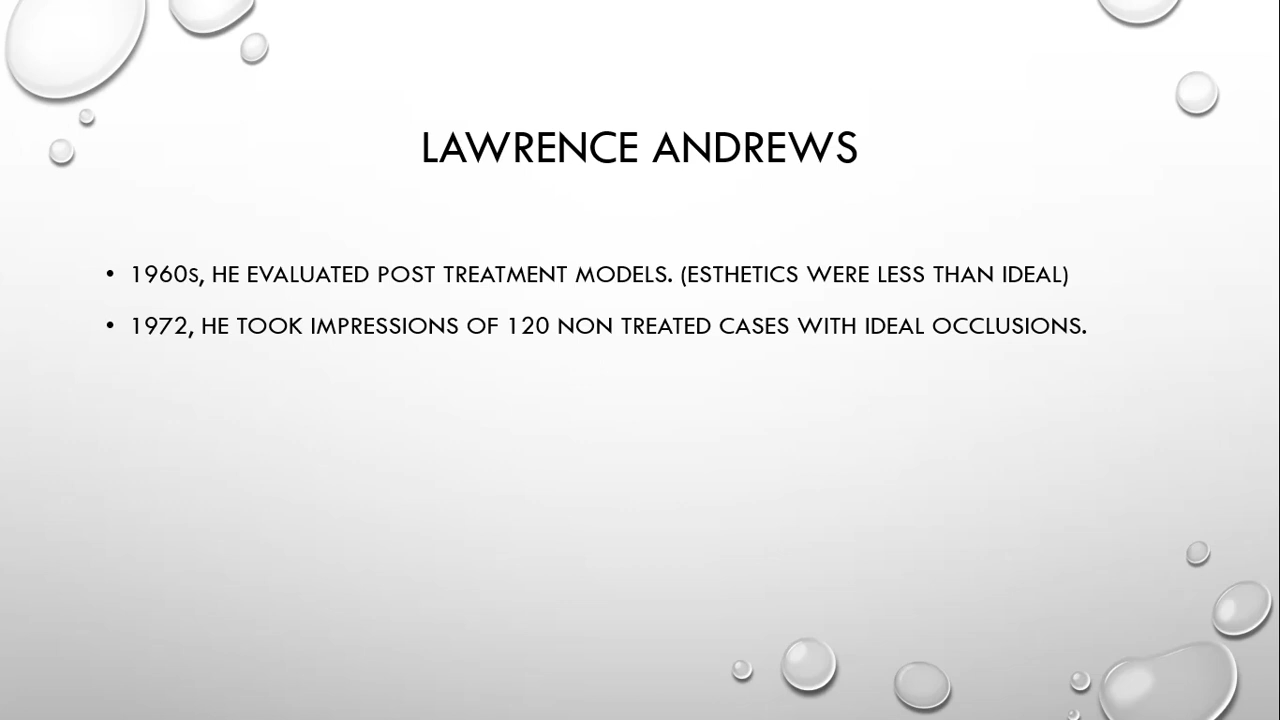 LAWRENCE ANDREWS
• 1960s, HE EVALUATED POST TREATMENT MODELS. (ESTHETICS WERE LESS THAN IDEAL)
• 1972, HE TOOK IMPRESSIONS OF 120 NON TREATED CASES WITH IDEAL OCCLUSIONS.